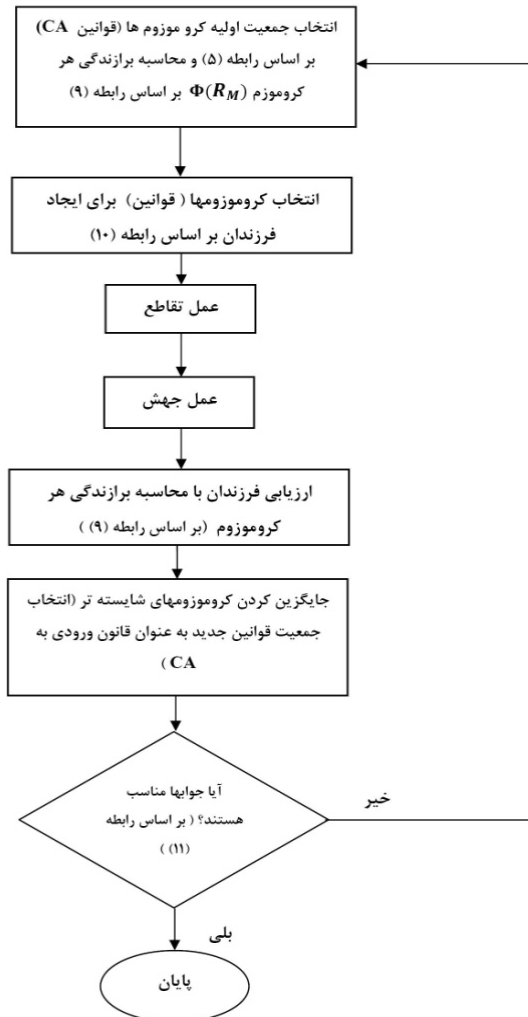 انتخاب جمعیت اولیه کرو موزوم ها (قوانین CA)
بر اساس رابطه (۵) و محاسبه برازندگی هر
کروموزم Φ(R_M) بر اساس رابطه (۹)
انتخاب کروموزومها ( قوانین) برای ایجاد
فرزندان بر اساس رابطه (۱۰)
عمل تقاطع
عمل جهش
ارزیابی فرزندان با محاسبه برازندگی هر
کروموزوم (بر اساس رابطه (۹) )
جایگزین کردن کروموزومهای شایسته تر (انتخاب
جمعیت قوانین جدید به عنوان قانون ورودی به
CA )
آیا جوابها مناسب
هستند؟ ( بر اساس رابطه
(۱۱) )
خیر
بلی
پایان